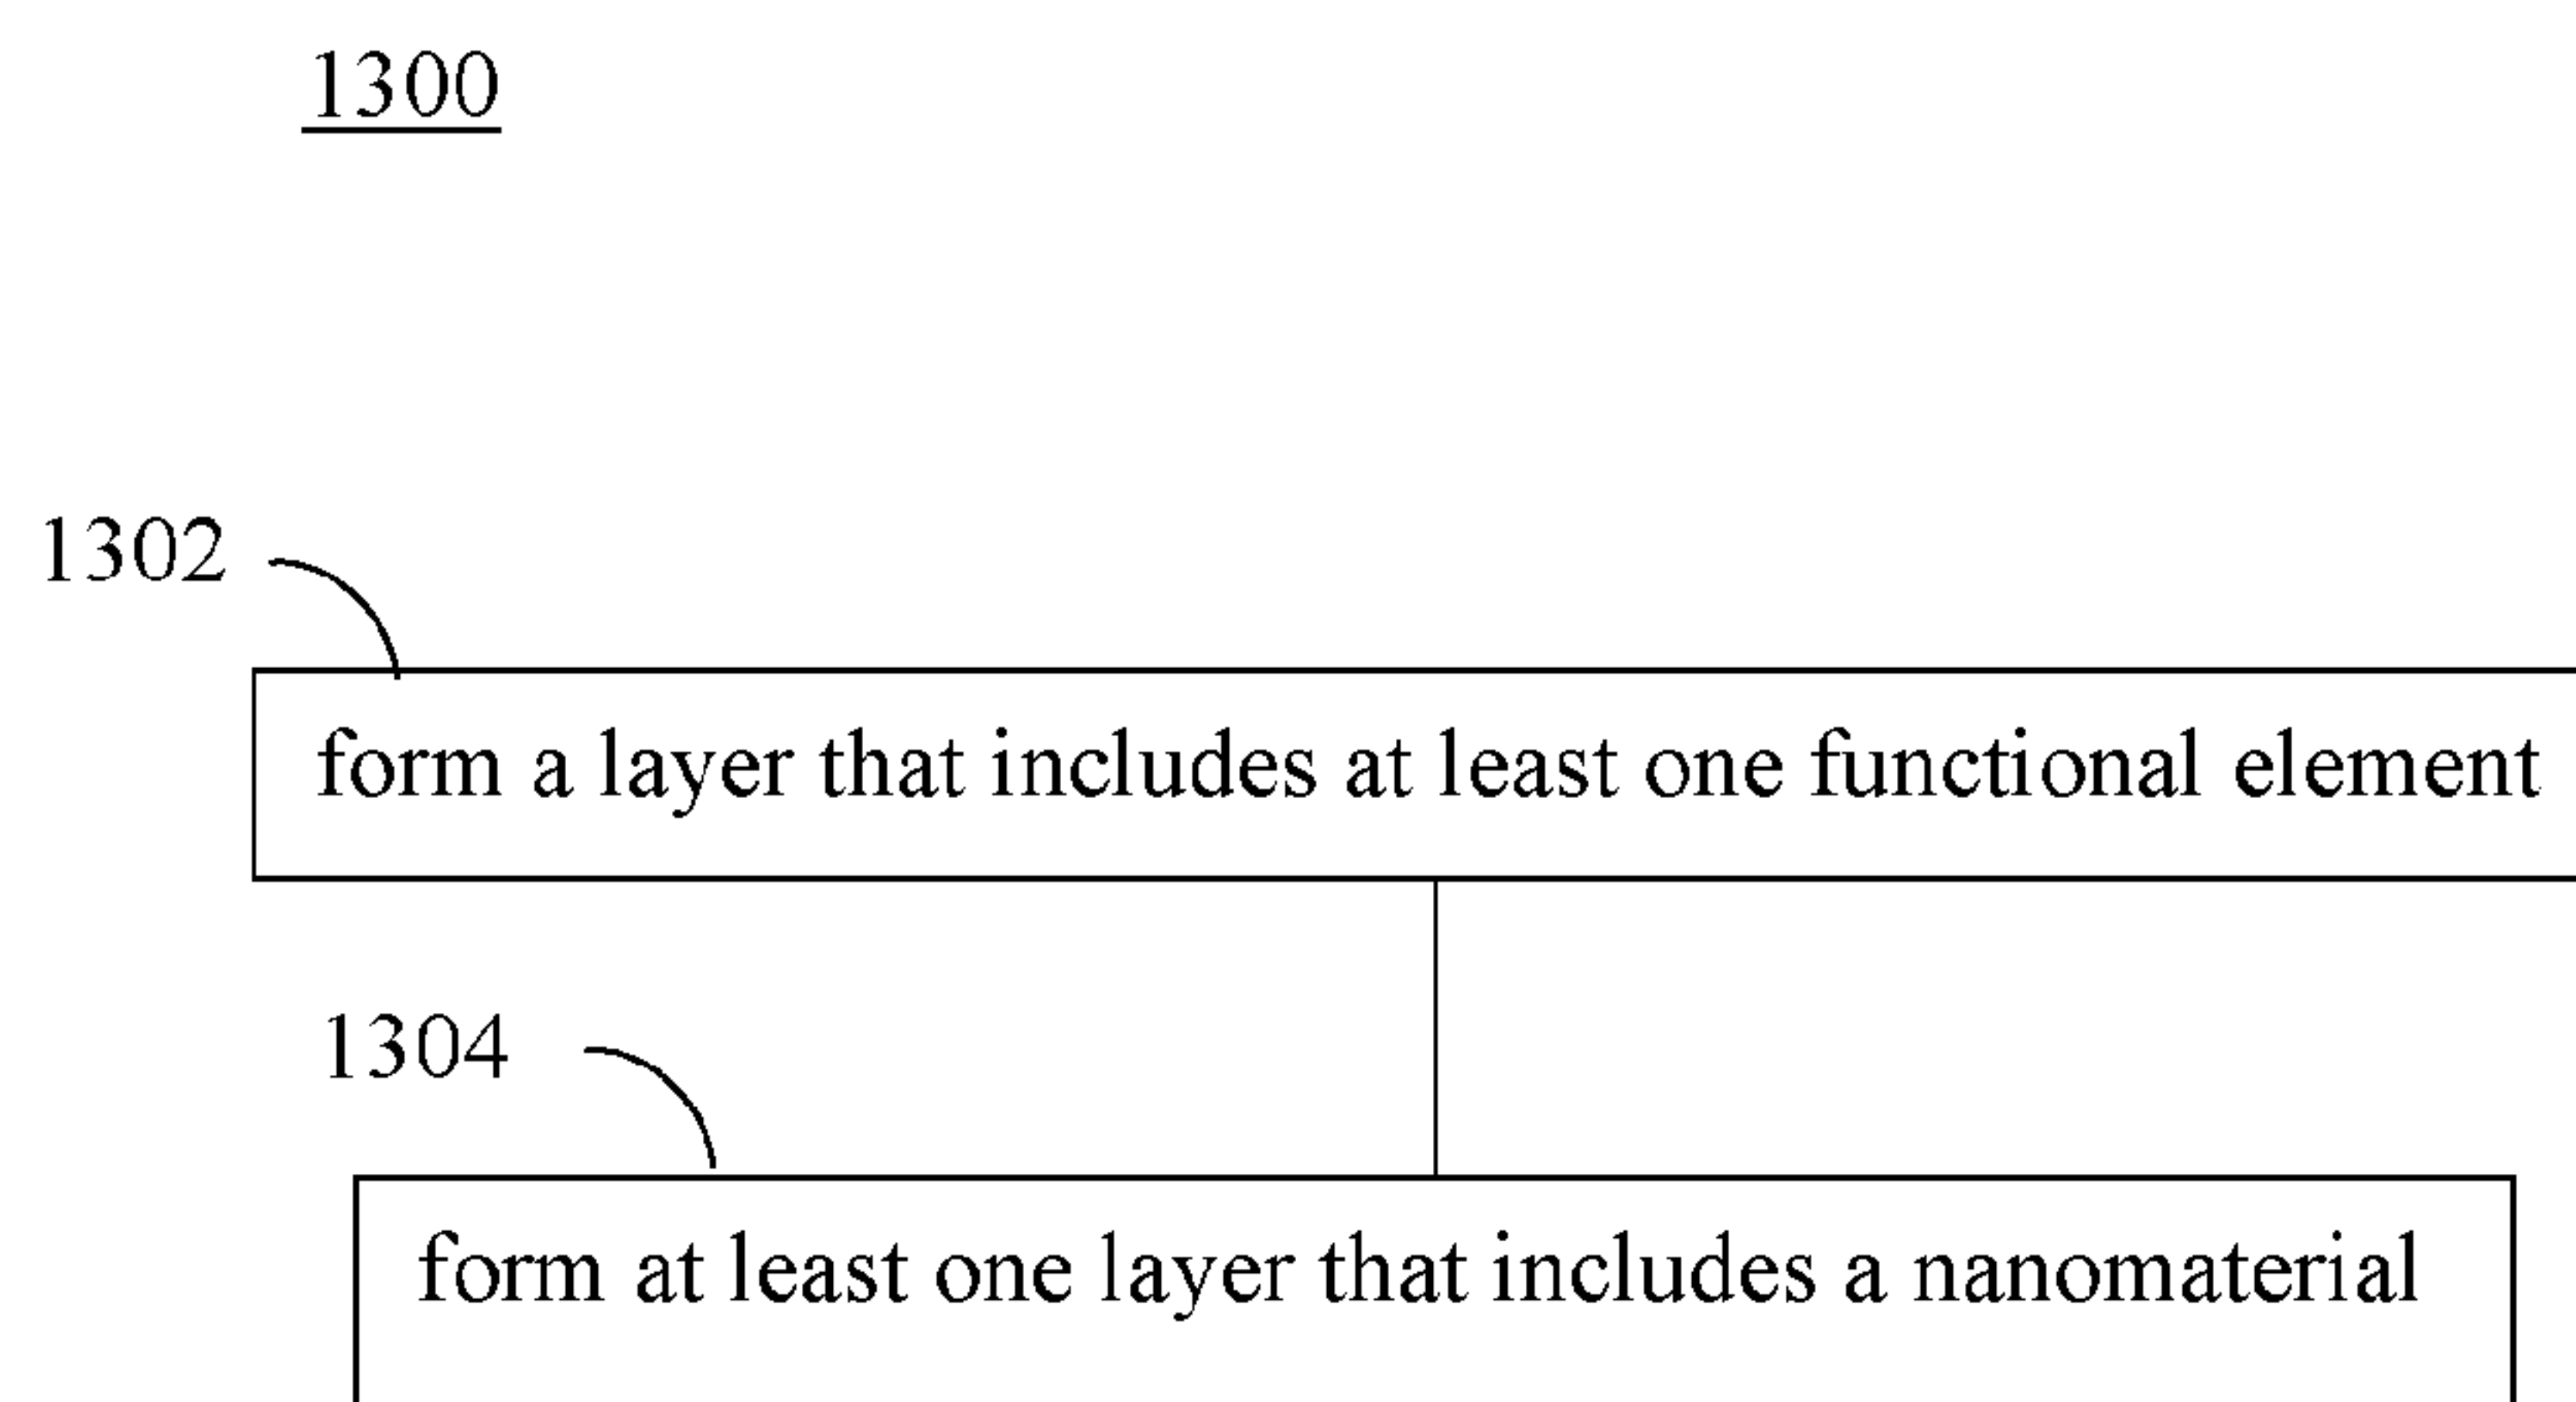 1300
1302
form a layer that includes at least one functional element
1304
form at least one layer that includes a nanomaterial